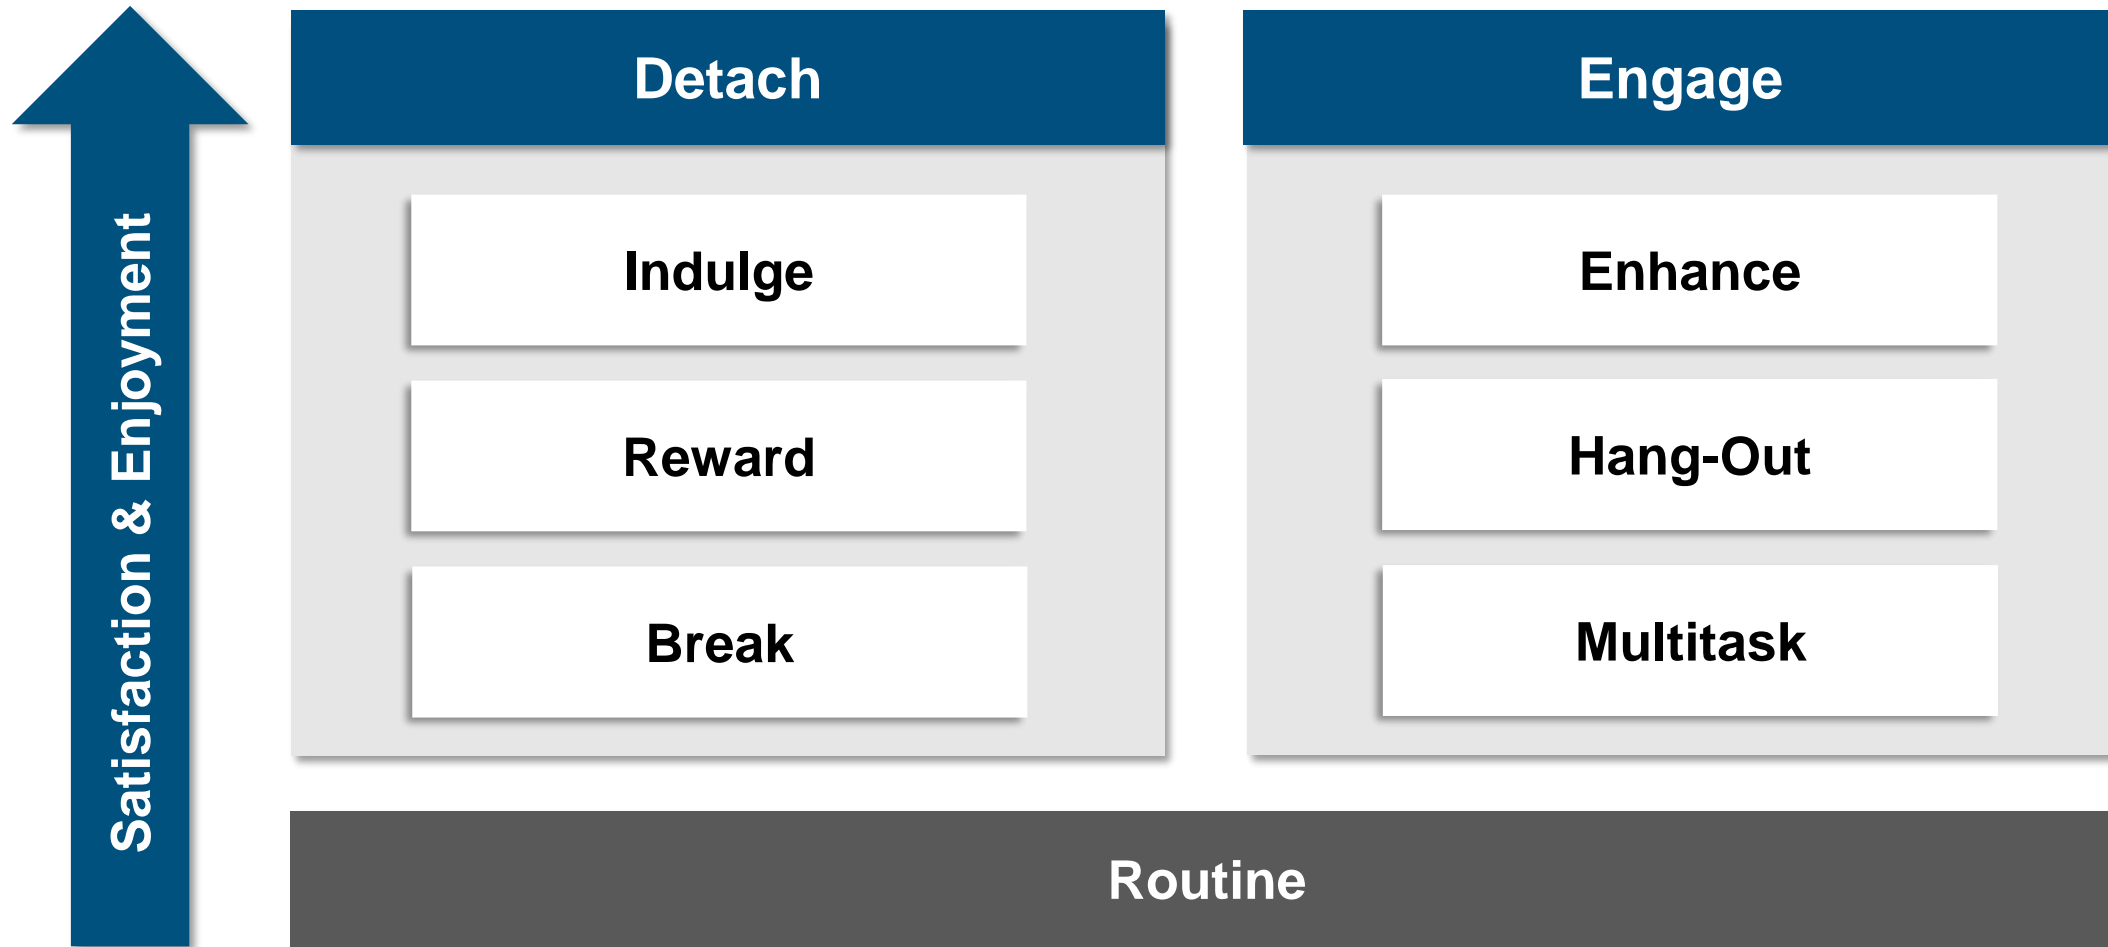 Satisfaction & Enjoyment
Detach
Indulge
Reward
Break
Engage
Enhance
Hang-Out
Multitask
Routine